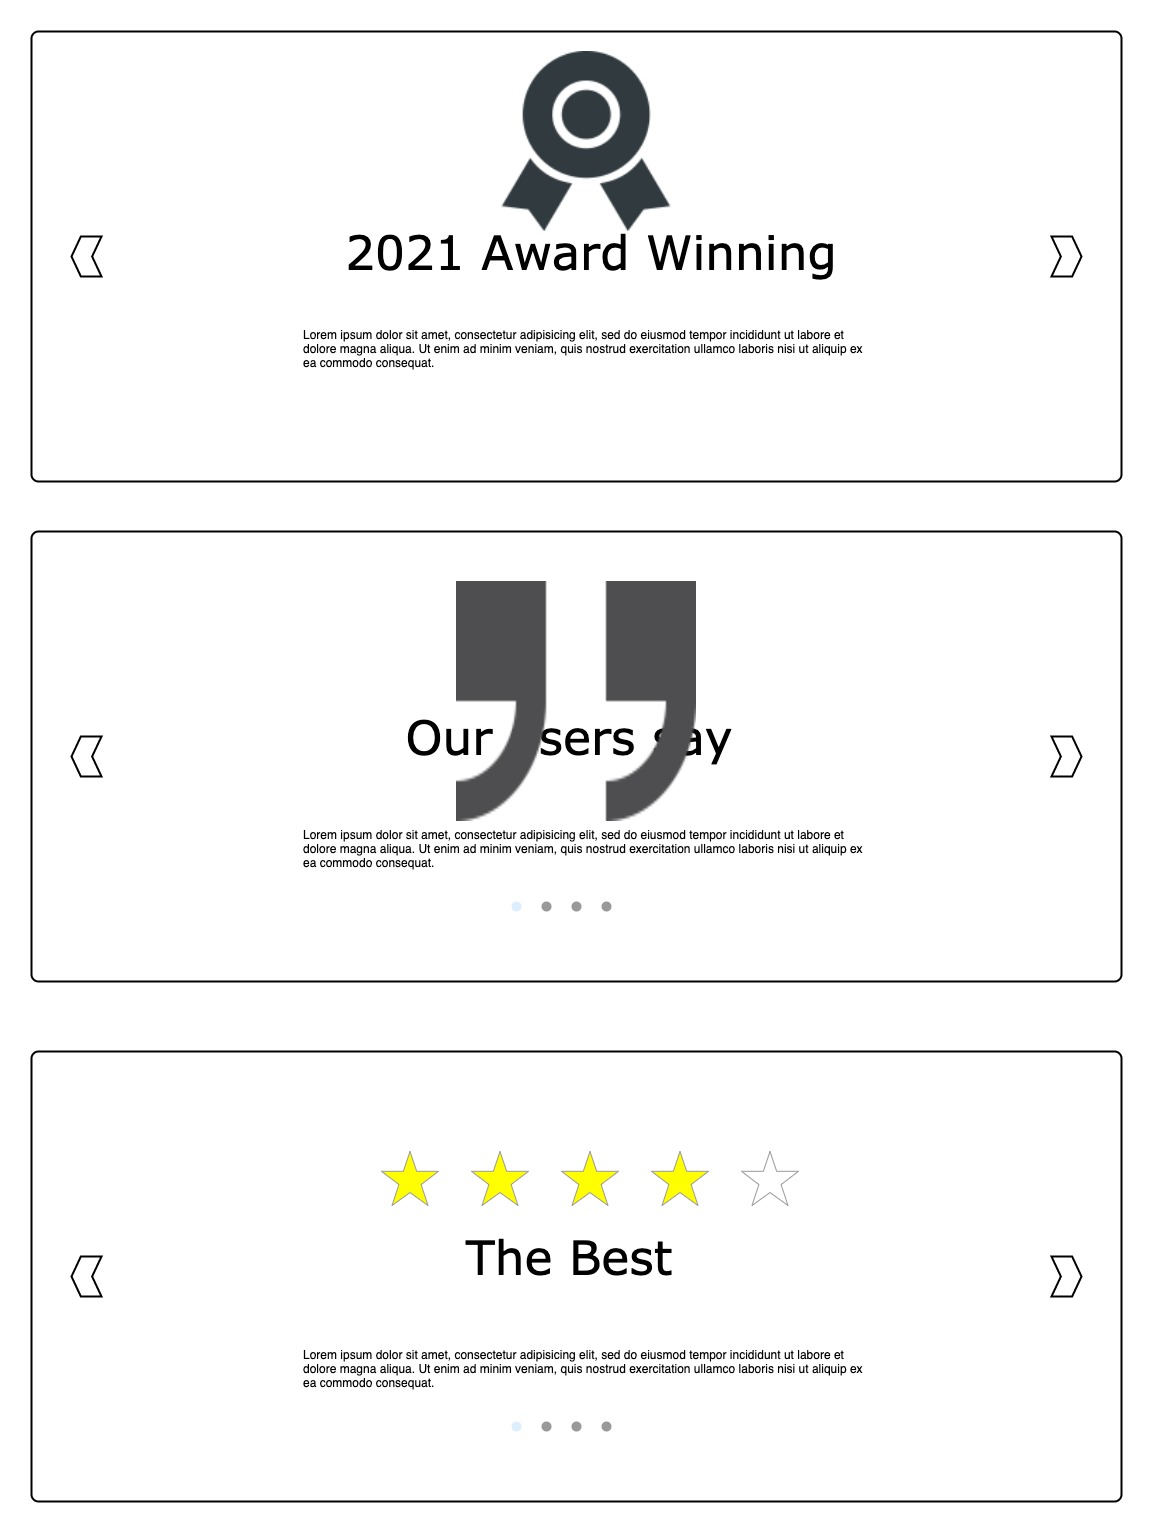 2021 Award Winning
Lorem ipsum dolor sit amet, consectetur adipisicing elit, sed do eiusmod tempor incididunt ut labore et
dolore magna aliqua. Ut enim ad minim veniam, quis nostrud exercitation ullamco laboris nisi ut aliquip ex
ea commodo consequat.
Our users say
Lorem ipsum dolor sit amet, consectetur adipisicing elit, sed do eiusmod tempor incididunt ut labore et
dolore magna aliqua. Ut enim ad minim veniam, quis nostrud exercitation ullamco laboris nisi ut aliquip ex
ea commodo consequat.
The Best
Lorem ipsum dolor sit amet, consectetur adipisicing elit, sed do eiusmod tempor incididunt ut labore et
dolore magna aliqua. Ut enim ad minim veniam, quis nostrud exercitation ullamco laboris nisi ut aliquip ex
ea commodo consequat.